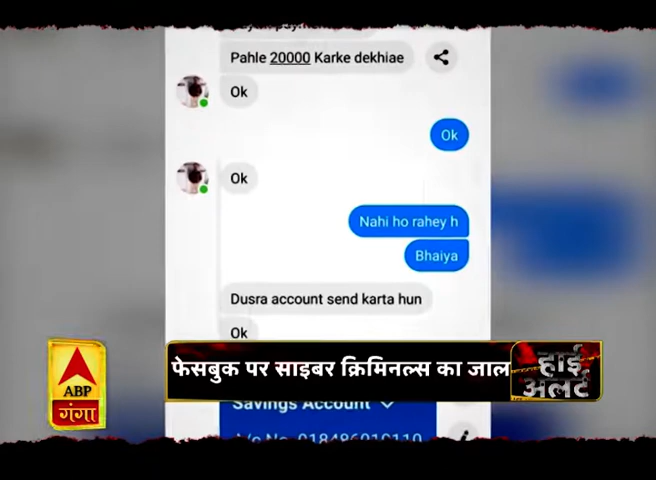 Pahle 20000 Karke dekhiae
Ok
Ok
Ok
Nahi ho rahey h
Bhaiya
Dusra account send karta hun
Ok
फेसबुक पर साइबर क्रिमिनल्स का जाल
हाई
अलर्ट
ABP
गंगा
Savings Account